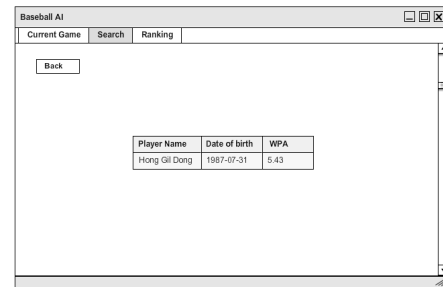 Baseball AI
Current Game Search Ranking
Back
Player Name Date of birth WPA
Hong Gil Dong 1987-07-31 5.43